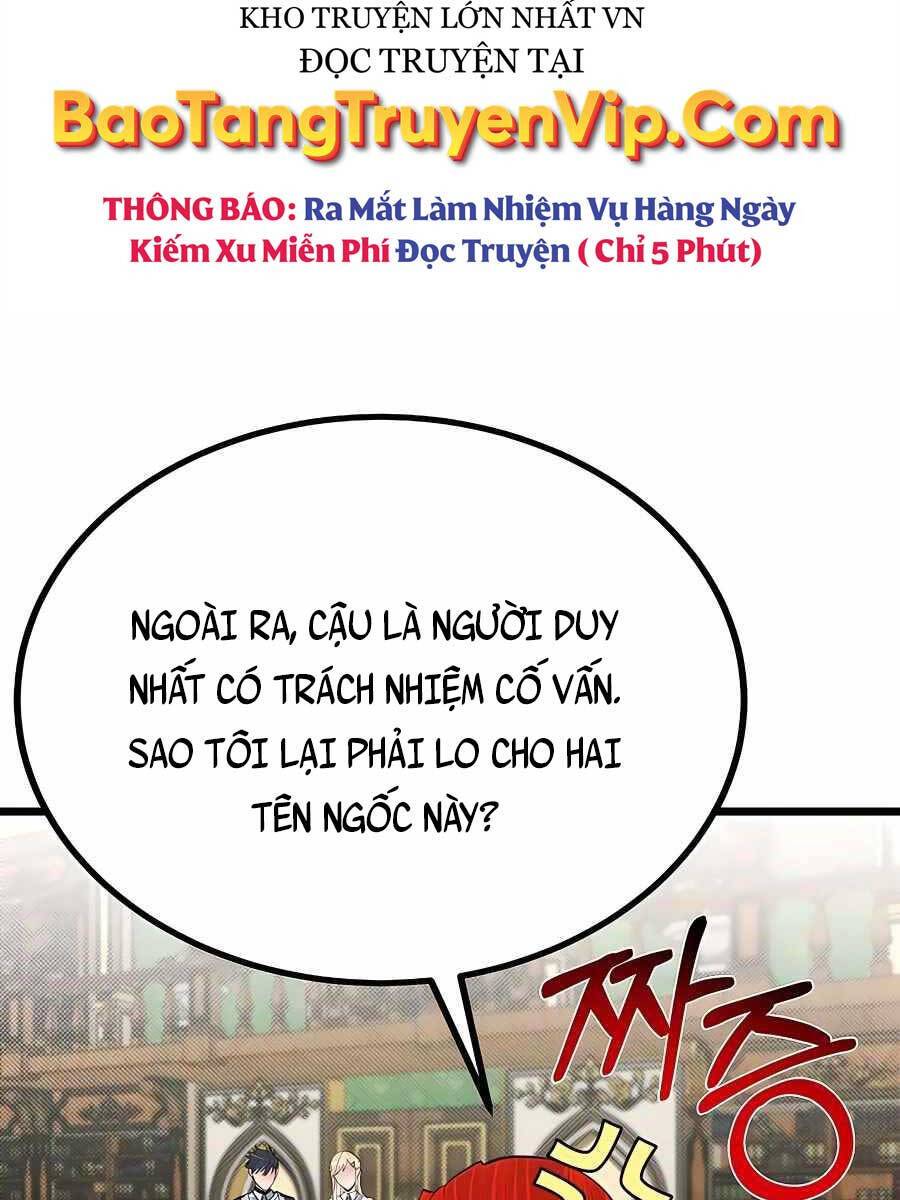 KHO TRUYỆN LỚN NHẤT VN
ĐỌC TRUYỆN TẠI
BaoTangTruyenVip.Com
THÔNG BÁO: Ra Mắt Làm Nhiệm Vụ Hàng Ngày
Kiếm Xu Miễn Phí Đọc Truyện ( Chỉ 5 Phút)
NGOÀI RA, CẬU LÀ NGƯỜI DUY
NHẤT CÓ TRÁCH NHIỆM CỐ VẤN.
SAO TÔI LẠI PHẢI LO CHO HAI
TÊN NGỐC NÀY?
짜증